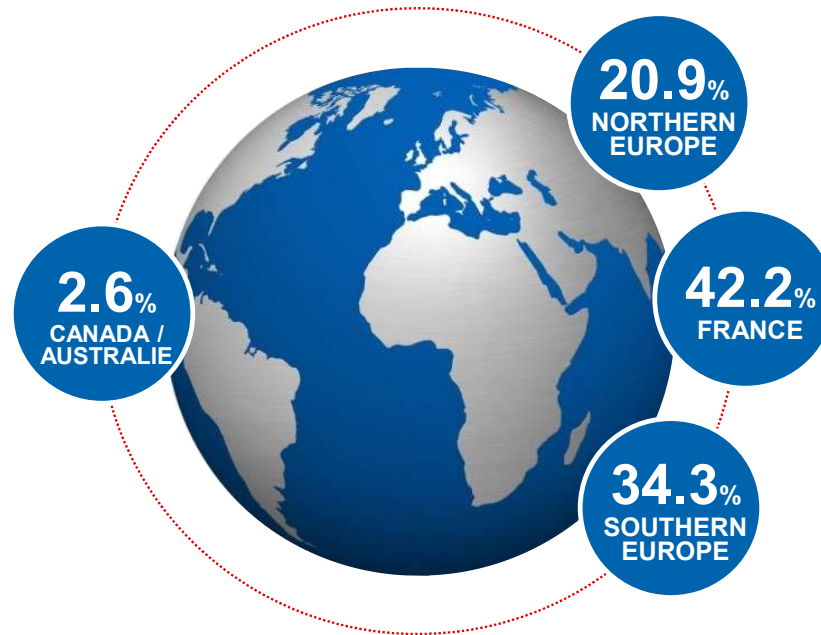 20.9%
NORTHERN
EUROPE
2.6%
CANADA /
AUSTRALIE
42.2%
FRANCE
34.3%
SOUTHERN
EUROPE